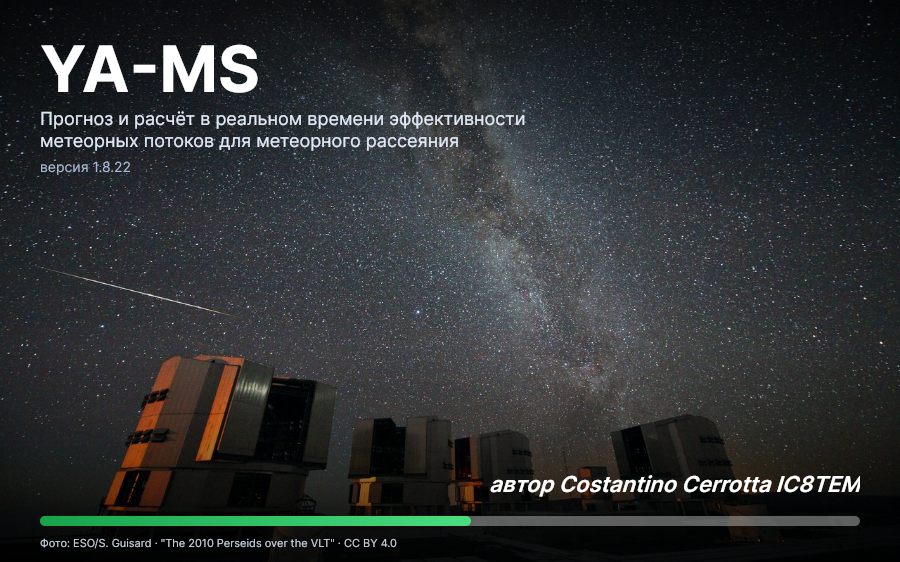 YA-MS
Прогноз и расчёт в реальном времени эффективности
метеорных потоков для метеорного рассеяния
версия 1.8.22
автор Costantino Cerrotta IC8TEM
Фото: ESO/S. Guisard · "The 2010 Perseids over the VLT" · CC BY 4.0